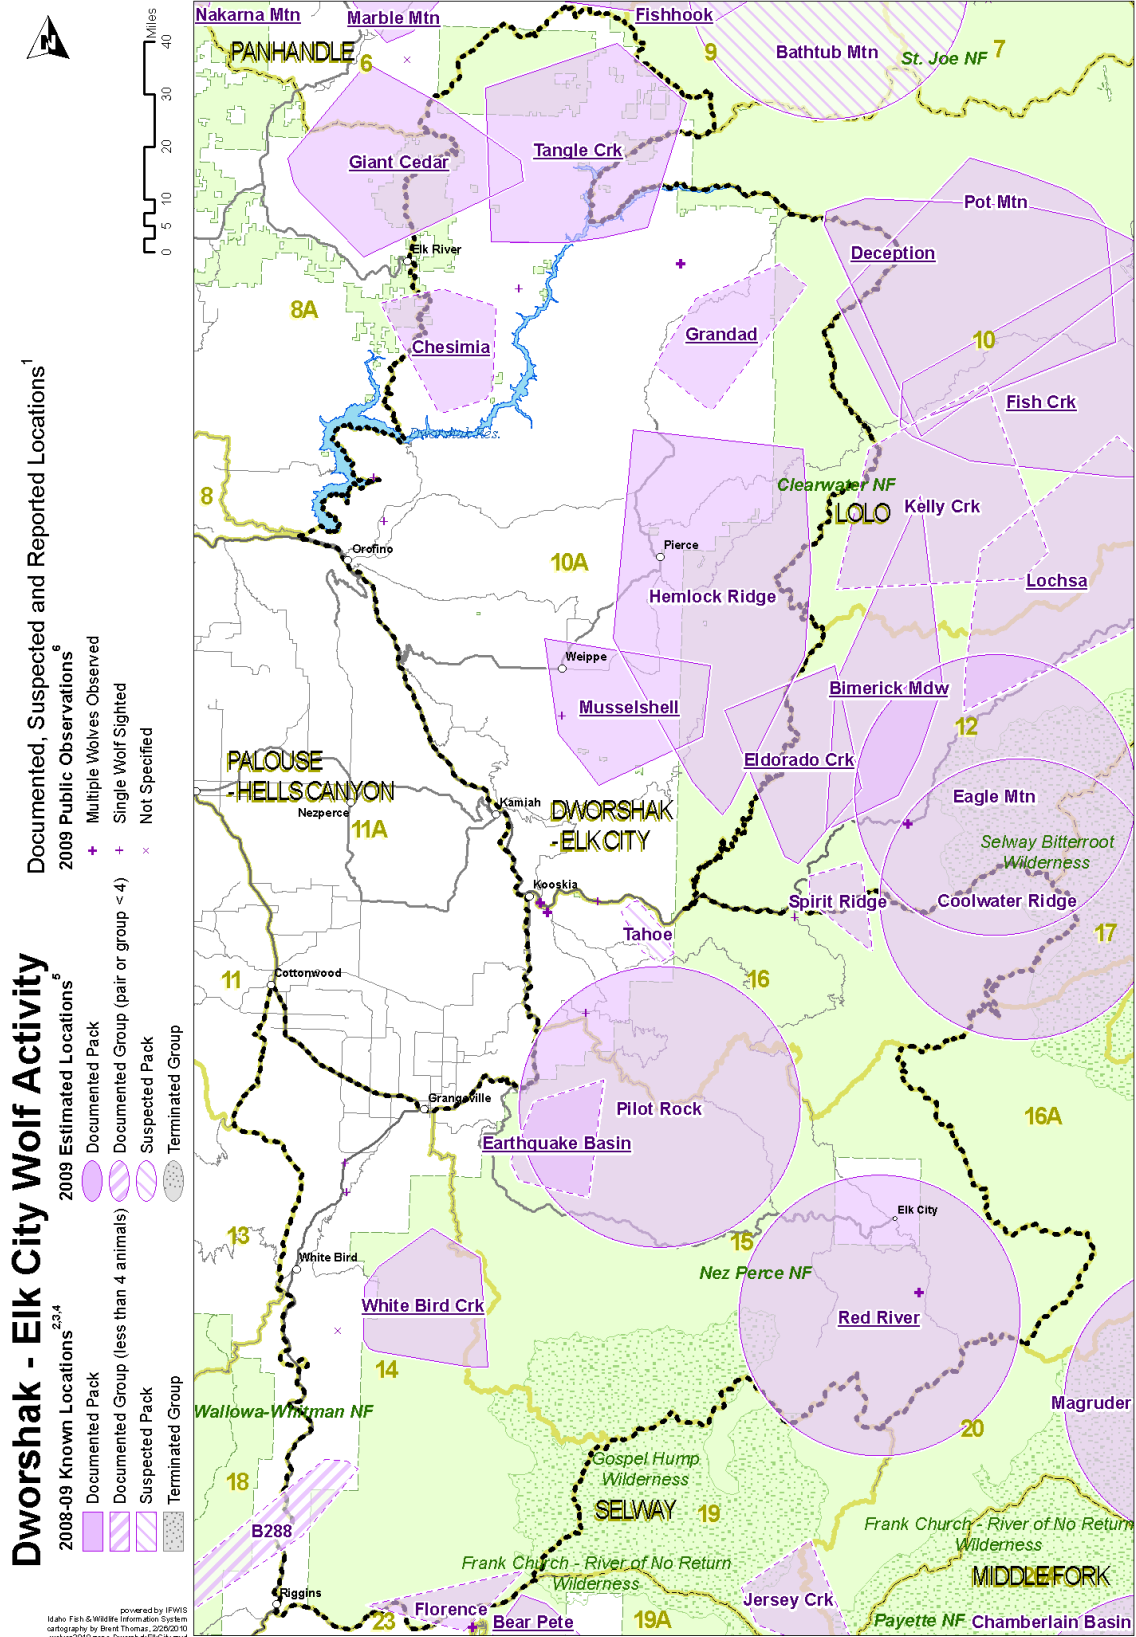 Dworshak - Elk City Wolf Activity
Documented, Suspected and Reported Locations1
2008-09 Known Locations2,3,4
Documented Pack
Documented Group (less than 4 animals)
Suspected Pack
Terminated Group
2009 Estimated Locations5
Documented Pack
Documented Group (pair or group < 4)
Suspected Pack
Terminated Group
2009 Public Observations6
Multiple Wolves Observed
Single Wolf Sighted
Not Specified
0 5 10 20 30 40
Miles
N
powered by IFWIS
Idaho Fish & Wildlife Information System
cartography by Brent Thomas, 2/26/2010
Nakarna Mtn
Marble Mtn
Fishhook
PANHANDLE
6
9
7
Bathtub Mtn
St. Joe NF
Tangle Crk
Giant Cedar
Pot Mtn
Elk River
Deception
8A
Grandad
10
Chesimia
Fish Crk
8
Clearwater NF
LOLO
Kelly Crk
Orofino
Pierce
10A
Lochsa
Hemlock Ridge
Weippe
Bimerick Mdw
Musselshell
12
PALOUSE
-HELLS CANYON
Eldorado Crk
Eagle Mtn
Nezperce
Kamiah
DWORSHAK
-ELK CITY
11A
Selway Bitterroot
Wilderness
Kooskia
Spirit Ridge
Coolwater Ridge
Tahoe
17
11
Cottonwood
16
Grangeville
Pilot Rock
16A
Earthquake Basin
Elk City
13
15
White Bird
Nez Perce NF
White Bird Crk
Red River
14
Wallowa-Whitman NF
Magruder
20
Gospel Hump
Wilderness
18
SELWAY
19
B288
Frank Church - River of No Return
Wilderness
Frank Church - River of No Return
Wilderness
MIDDLE FORK
Riggins
Jersey Crk
Florence
23
Bear Pete
19A
Payette NF
Chamberlain Basin